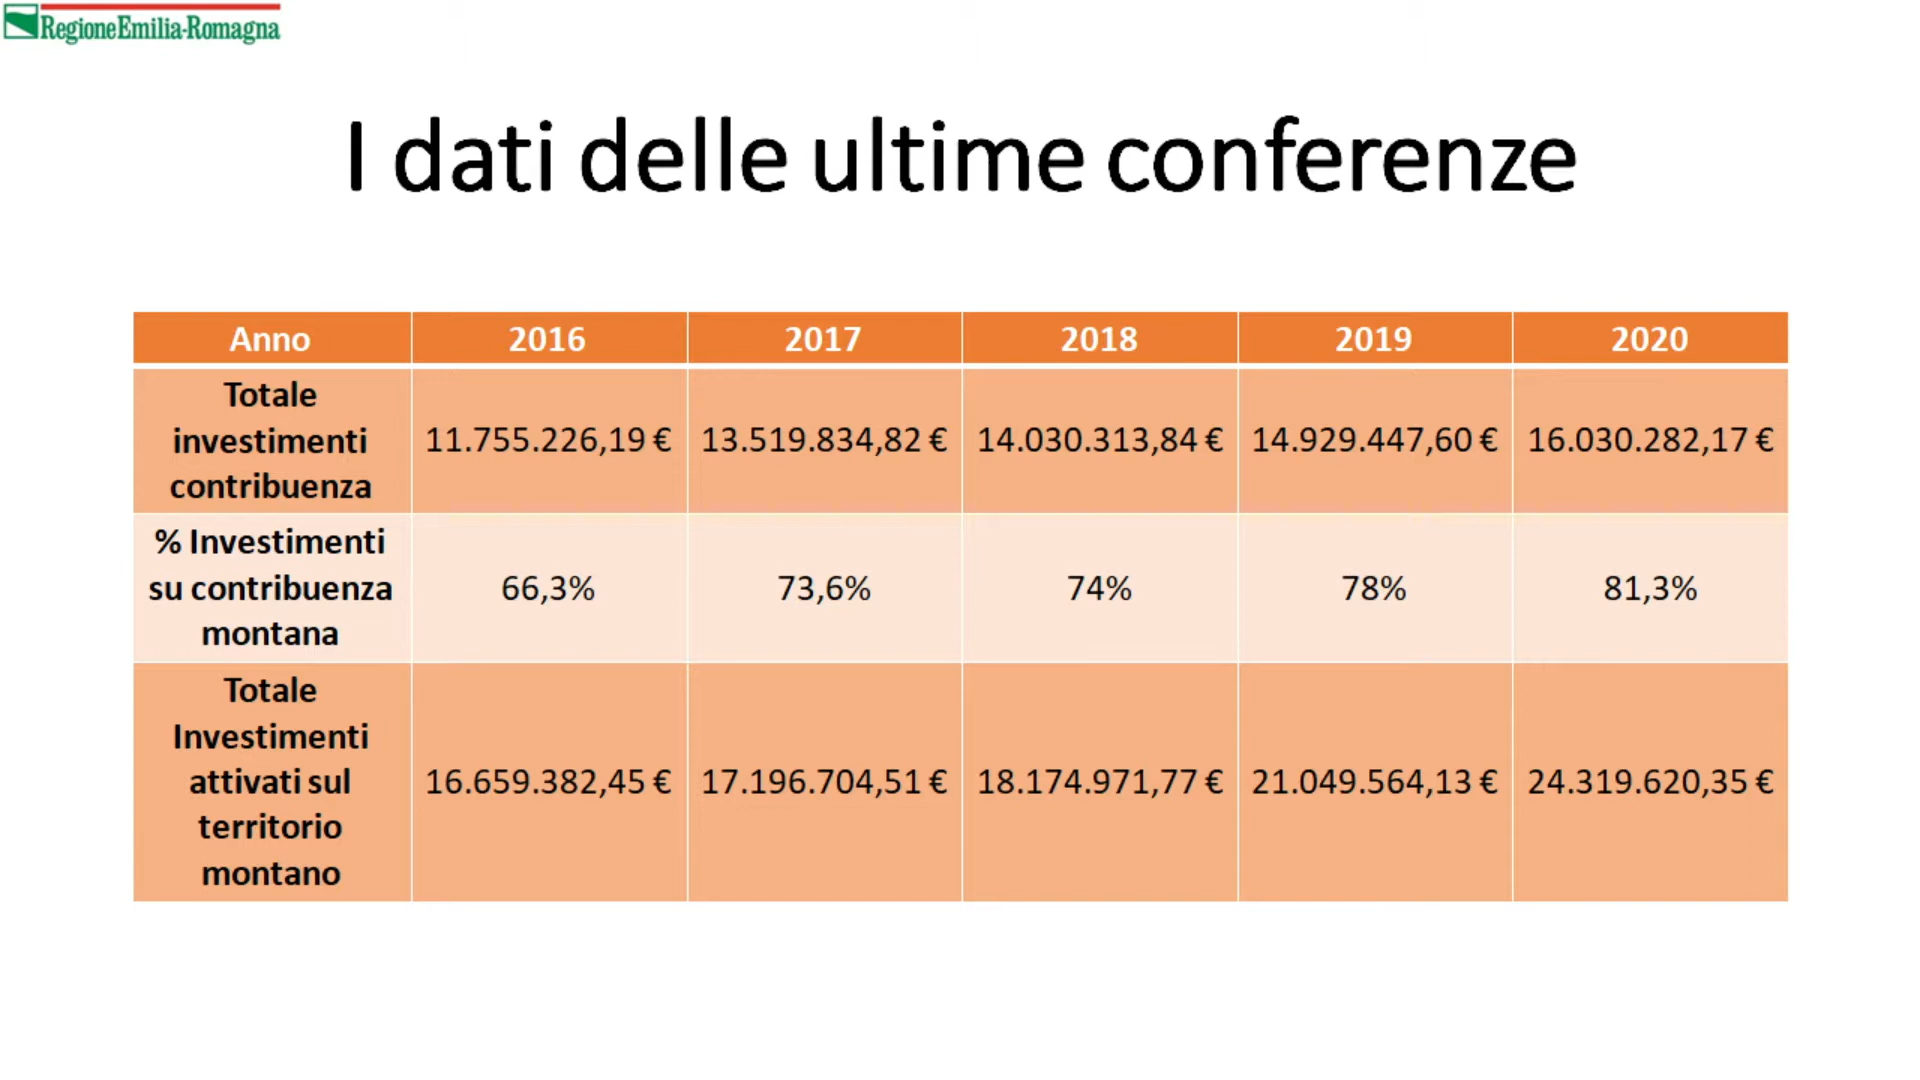 RegioneEmilia-Romagna
I dati delle ultime conferenze
Anno 2016 2017 2018 2019 2020
Totale
investimenti
contribuenza
11.755.226,19 € 13.519.834,82 € 14.030.313,84 € 14.929.447,60 € 16.030.282,17 €
% Investimenti
su contribuenza
montana
66,3% 73,6% 74% 78% 81,3%
Totale
Investimenti
attivati sul
territorio
montano
16.659.382,45 € 17.196.704,51 € 18.174.971,77 € 21.049.564,13 € 24.319.620,35 €